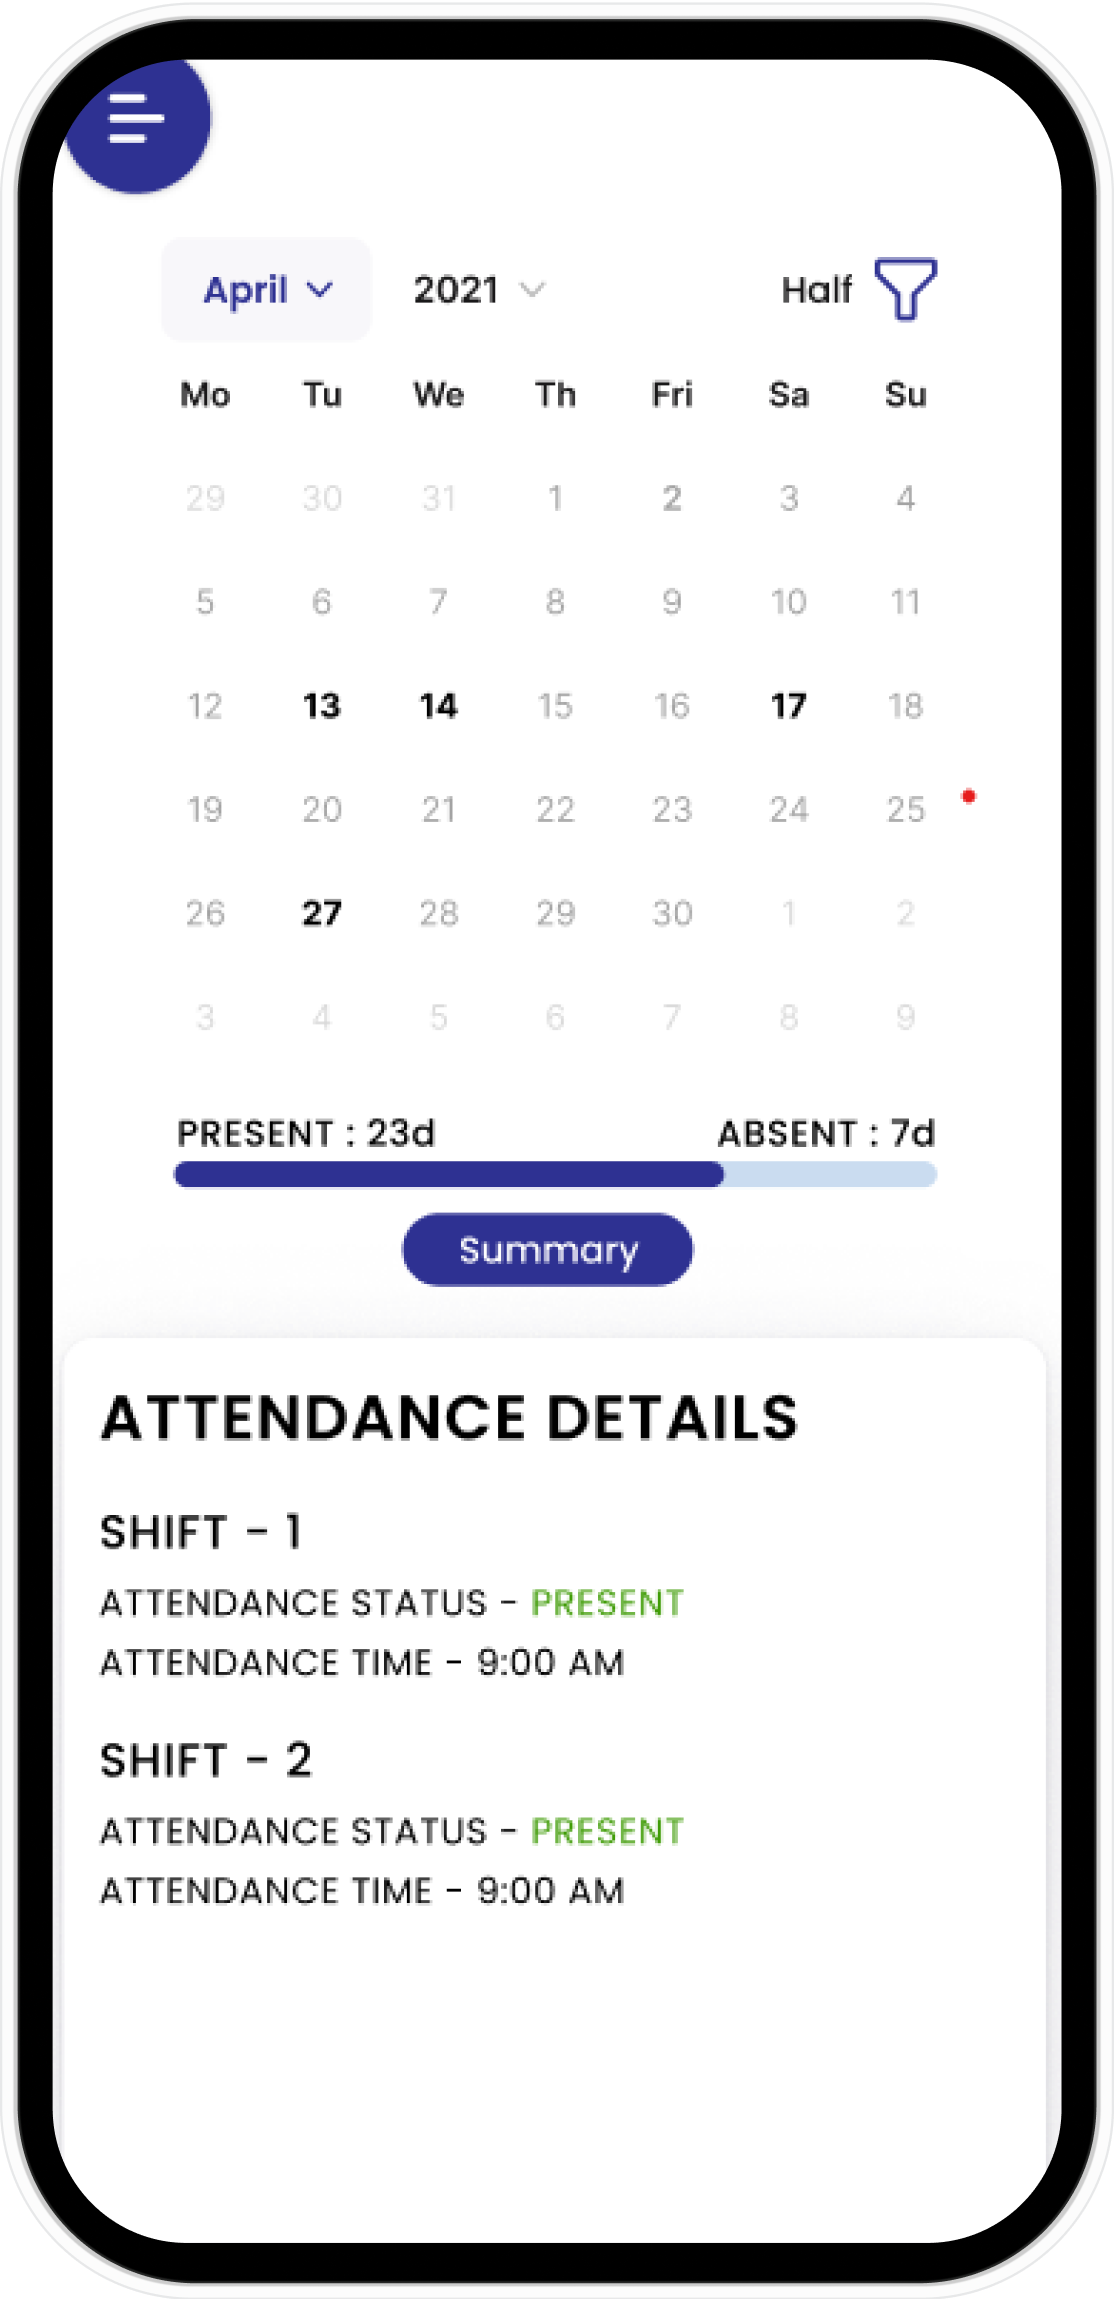 April 2021 Half
Mo Tu We Th Fri Sa Su
29 30 31 1 2 3 4
5 6 7 8 9 10 11
12 13 14 15 16 17 18
19 20 21 22 23 24 25
26 27 28 29 30 1 2
3 4 5 6 7 8 9
PRESENT : 23d ABSENT : 7d
Summary
ATTENDANCE DETAILS
SHIFT - 1
ATTENDANCE STATUS - PRESENT
ATTENDANCE TIME - 9:00 AM
SHIFT - 2
ATTENDANCE STATUS - PRESENT
ATTENDANCE TIME - 9:00 AM